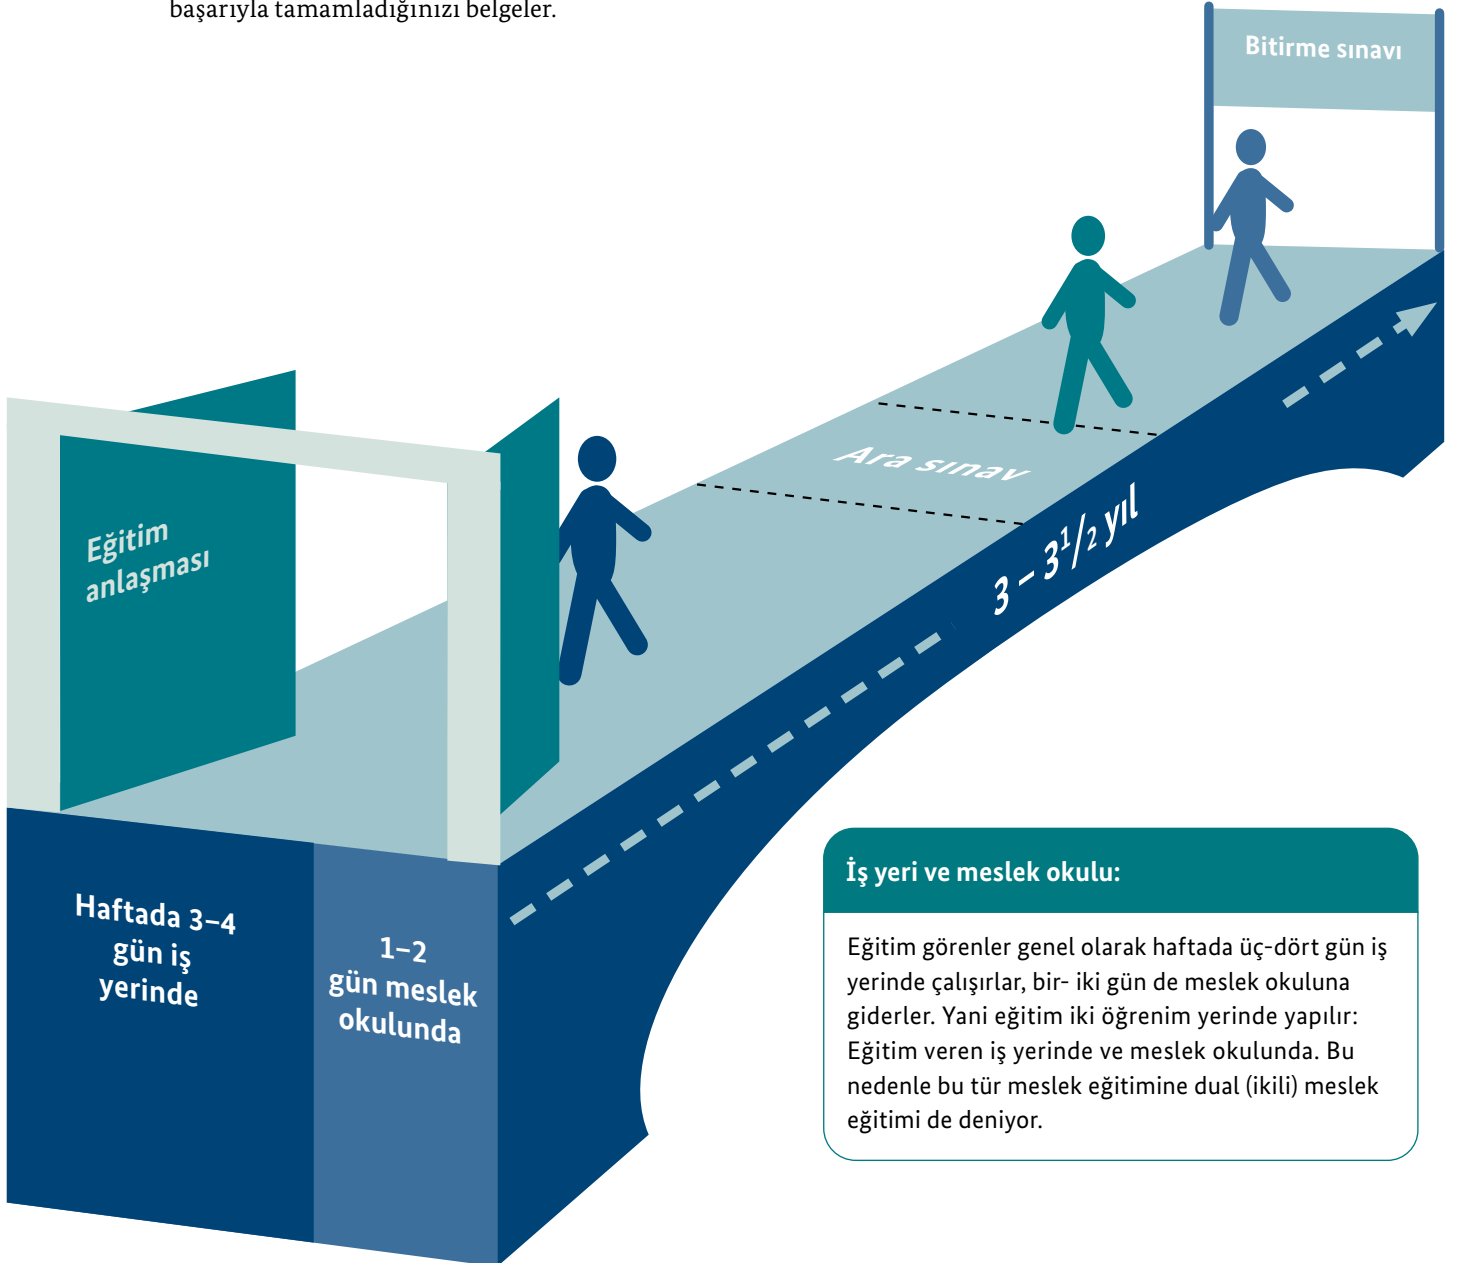 başarıyla tamamladığınızı belgeler.
Bitirme sınavı
Eğitim
anlaşması
Ara sınav
3 – 3 1/2 yıl
Haftada 3–4
gün iş
yerinde
1–2
gün meslek
okulunda
İş yeri ve meslek okulu:
Eğitim görenler genel olarak haftada üç-dört gün iş
yerinde çalışırlar, bir- iki gün de meslek okuluna
giderler. Yani eğitim iki öğrenim yerinde yapılır:
Eğitim veren iş yerinde ve meslek okulunda. Bu
nedenle bu tür meslek eğitimine dual (ikili) meslek
eğitimi de deniyor.